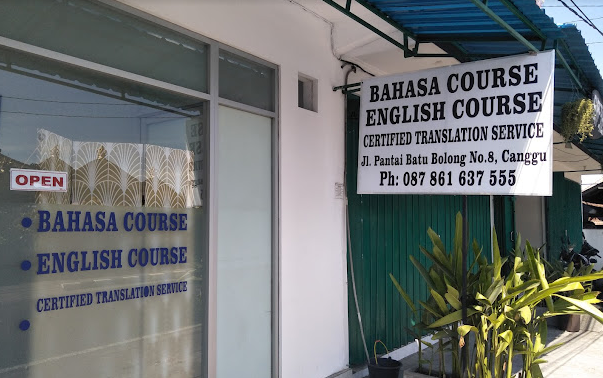 OPEN
• BAHASA COURSE
• ENGLISH COURSE
• CERTIFIED TRANSLATION SERVICE
BAHASA COURSE
ENGLISH COURSE
CERTIFIED TRANSLATION SERVICE
Jl. Pantai Batu Bolong No.8, Canggu
Ph: 087 861 637 555